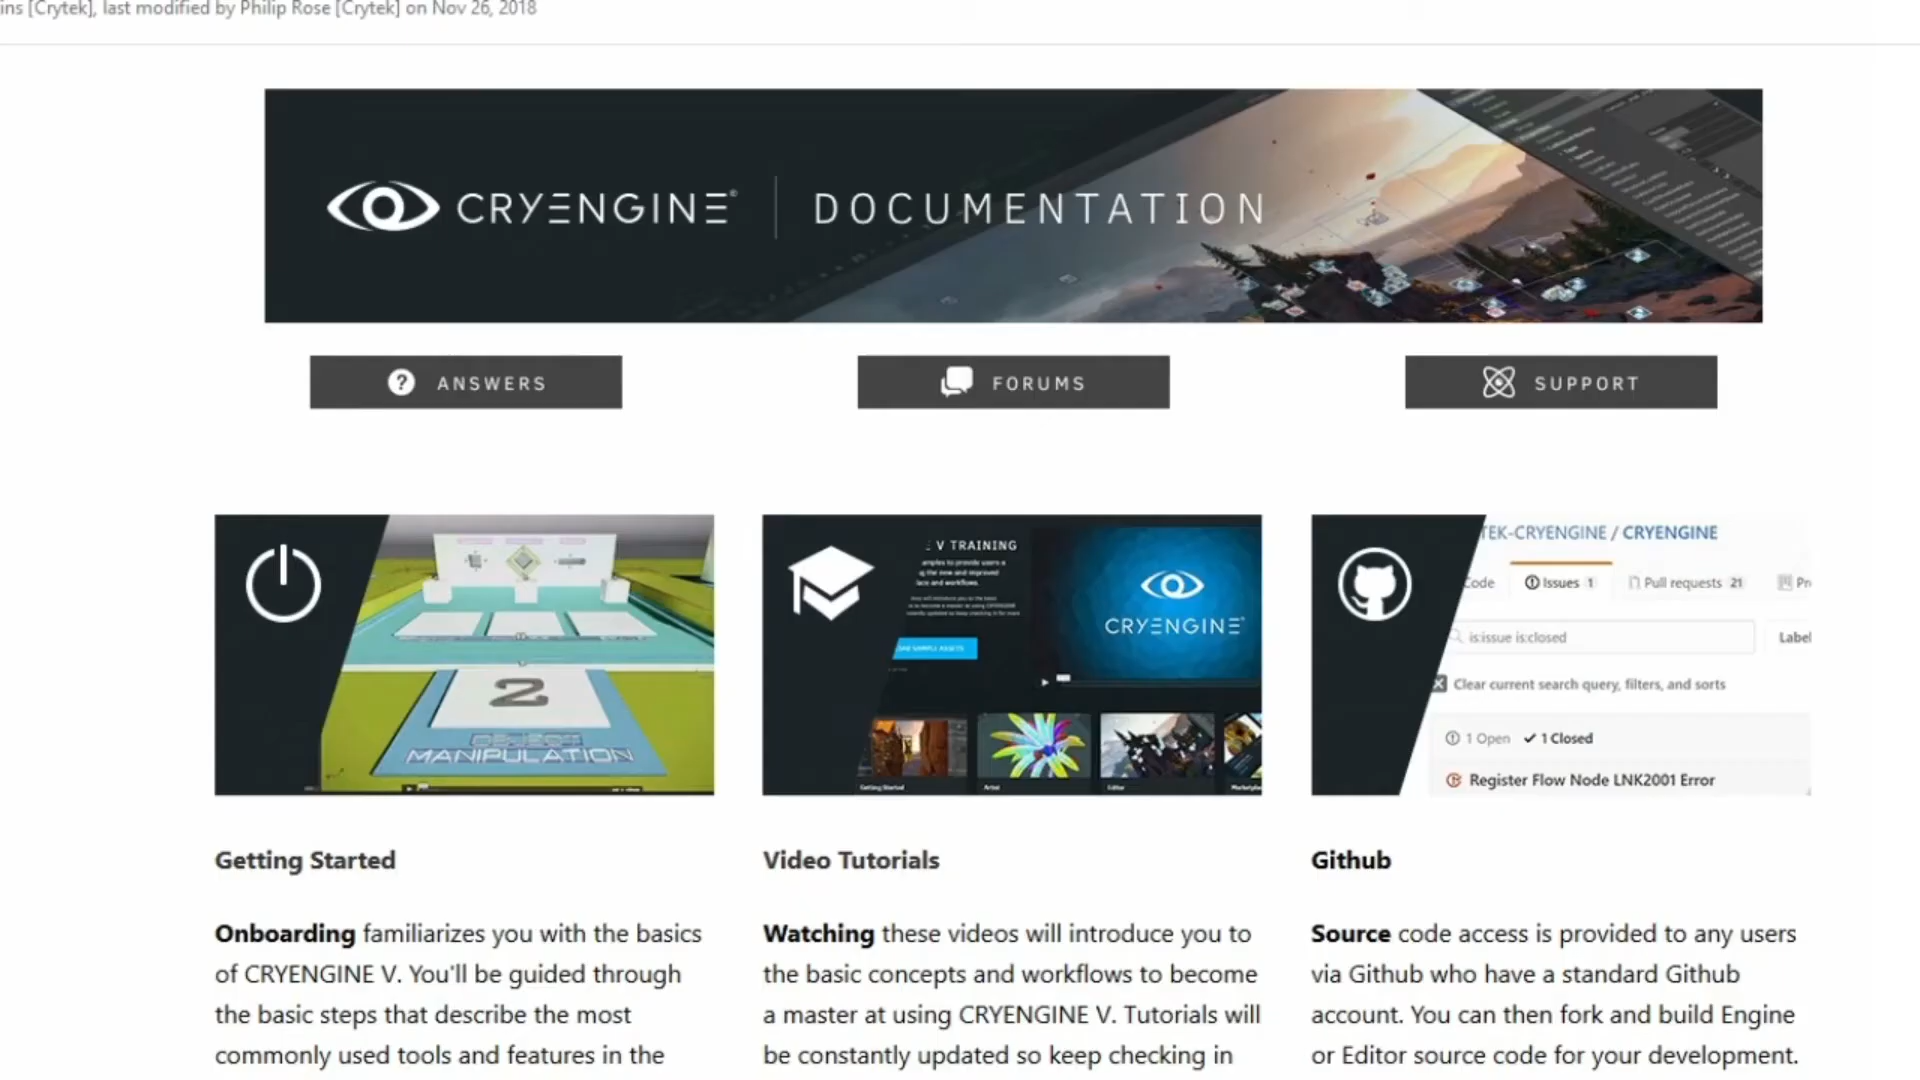 ins [Crytek], last modified by Philip Rose [Crytek] on Nov 26, 2018
CRYENGINE® | DOCUMENTATION
ANSWERS
FORUMS
SUPPORT
2
OBJECT
MANIPULATION
V TRAINING
CRYENGINE
Getting Started
Artist
Editor
TEK-CRYENGINE / CRYENGINE
Code
Issues 1
Pull requests 21
Pr
is:issue is:closed
Label
Clear current search query, filters, and sorts
1 Open
1 Closed
Register Flow Node LNK2001 Error
Getting Started
Onboarding familiarizes you with the basics
of CRYENGINE V. You'll be guided through
the basic steps that describe the most
commonly used tools and features in the
Video Tutorials
Watching these videos will introduce you to
the basic concepts and workflows to become
a master at using CRYENGINE V. Tutorials will
be constantly updated so keep checking in
Github
Source code access is provided to any users
via Github who have a standard Github
account. You can then fork and build Engine
or Editor source code for your development.